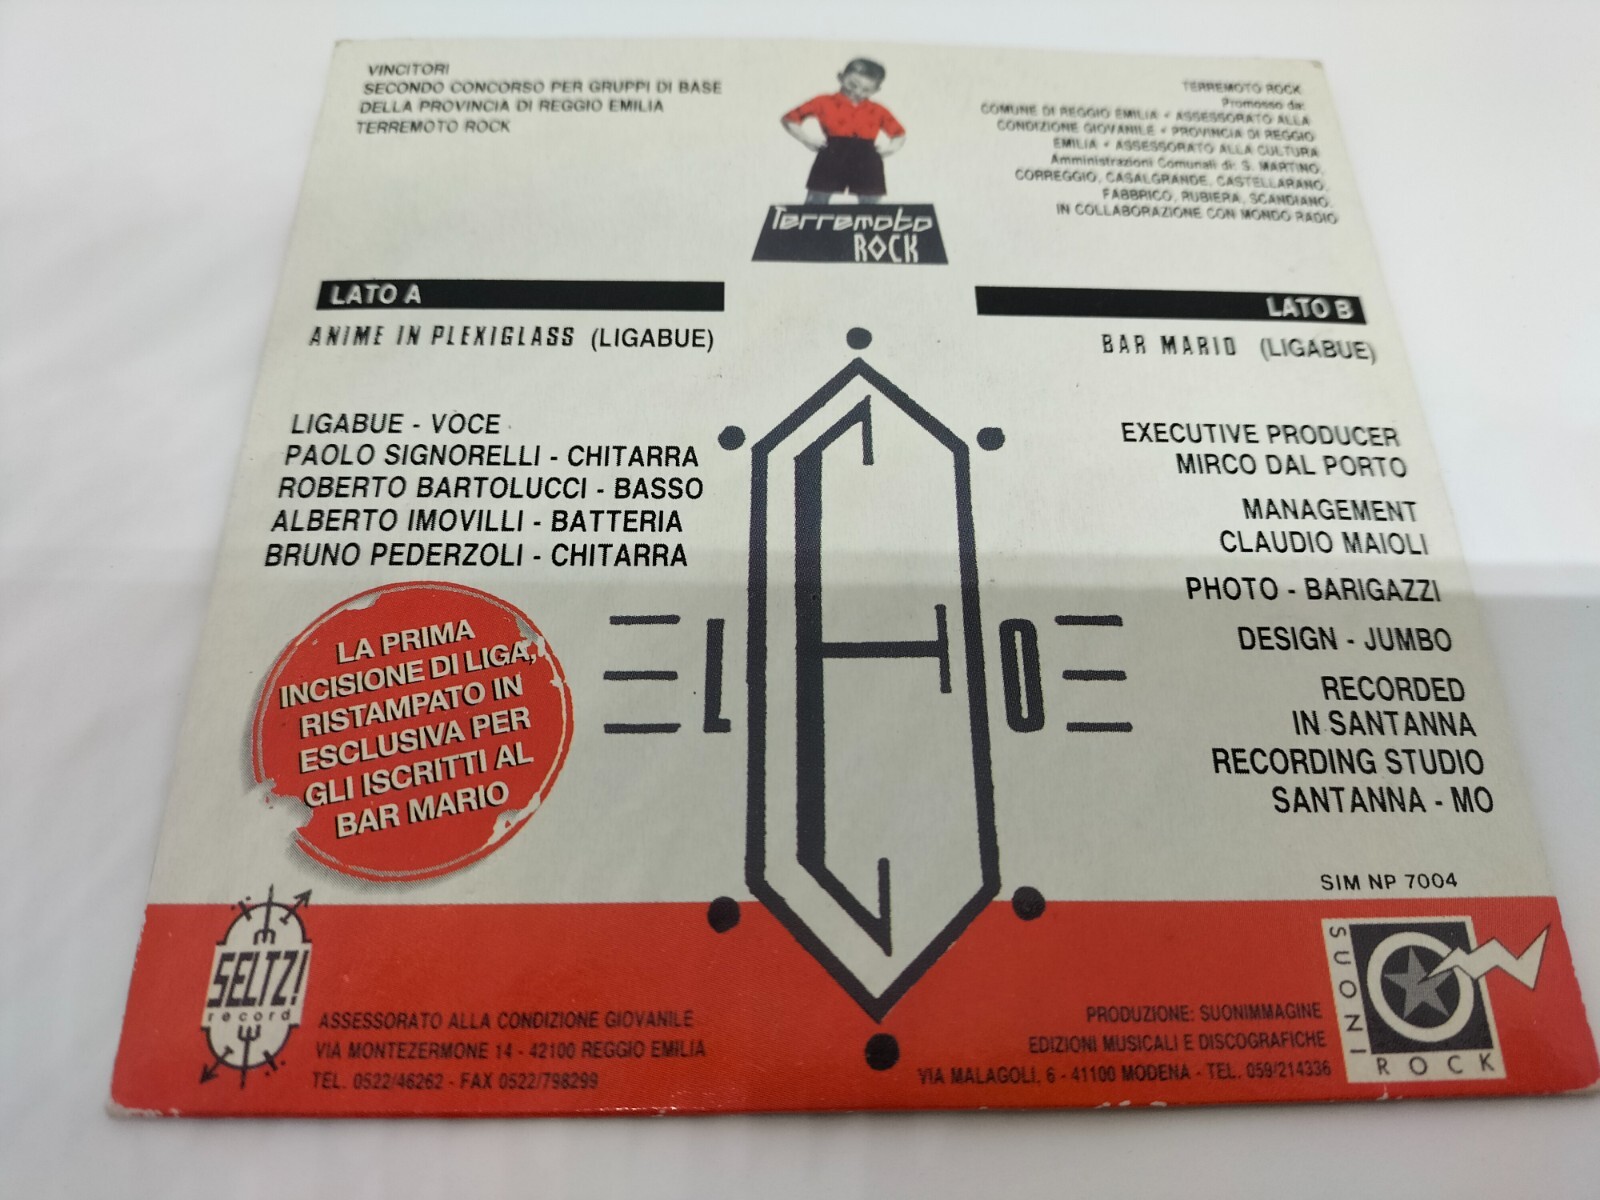 VINCITORI
SECONDO CONCORSO PER GRUPPI DI BASE
DELLA PROVINCIA DI REGGIO EMILIA
TERREMOTO ROCK
Terremoto
ROCK
TERREMOTO ROCK
Promosso da:
COMUNE DI REGGIO EMILIA • ASSESSORATO ALLA
CONDIZIONE GIOVANILE • PROVINCIA DI REGGIO
EMILIA • ASSESSORATO ALLA CULTURA
Amministrazioni Comunali di: S. MARTINO,
CORREGGIO, CASALGRANDE, CASTELLARANO,
FABBRICO, RUBIERA, SCANDIANO.
IN COLLABORAZIONE CON MONDO RADIO
LATO A
ANIME IN PLEXIGLASS (LIGABUE)
LIGABUE - VOCE
PAOLO SIGNORELLI - CHITARRA
ROBERTO BARTOLUCCI - BASSO
ALBERTO IMOVILLI - BATTERIA
BRUNO PEDERZOLI - CHITARRA
LATO B
BAR MARIO (LIGABUE)
EXECUTIVE PRODUCER
MIRCO DAL PORTO
MANAGEMENT
CLAUDIO MAIOLI
PHOTO - BARIGAZZI
DESIGN - JUMBO
RECORDED
IN SANTANNA
RECORDING STUDIO
SANTANNA - MO
LA PRIMA
INCISIONE DI LIGA,
RISTAMPATO IN
ESCLUSIVA PER
GLI ISCRITTI AL
BAR MARIO
SIM NP 7004
SELTZ!
record
ASSESSORATO ALLA CONDIZIONE GIOVANILE
VIA MONTEZERMONE 14 - 42100 REGGIO EMILIA
TEL. 0522/46262 - FAX 0522/798299
PRODUZIONE: SUONIMMAGINE
EDIZIONI MUSICALI E DISCOGRAFICHE
VIA MALAGOLI, 6 - 41100 MODENA - TEL. 059/214336
SUONI
ROCK